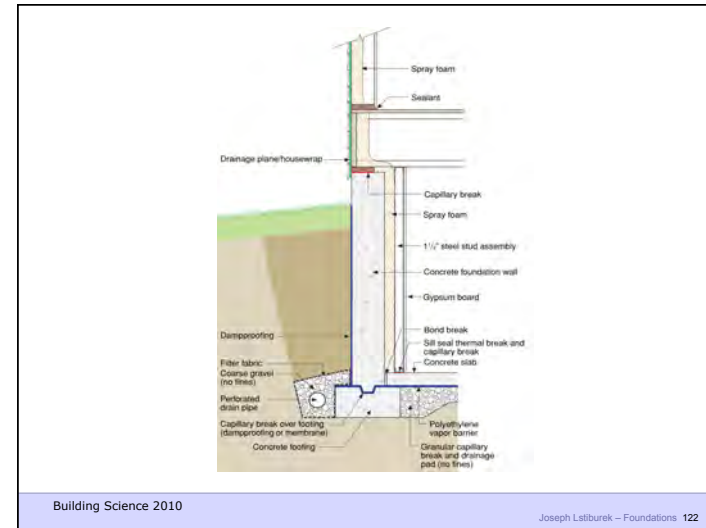 Spray foam
Sealant
Drainage plane/housewrap
Capillary break
Spray foam
1½" steel stud assembly
Concrete foundation wall
Gypsum board
Bond break
Dampproofing
Sill seal thermal break and
capillary break
Concrete slab
Filter fabric
Coarse gravel
(no fines)
Perforated
drain pipe
Capillary break over footing
(dampproofing or membrane)
Concrete footing
Polyethylene
vapor barrier
Granular capillary
break and drainage
pad (no fines)
Building Science 2010
Joseph Lstiburek – Foundations 122